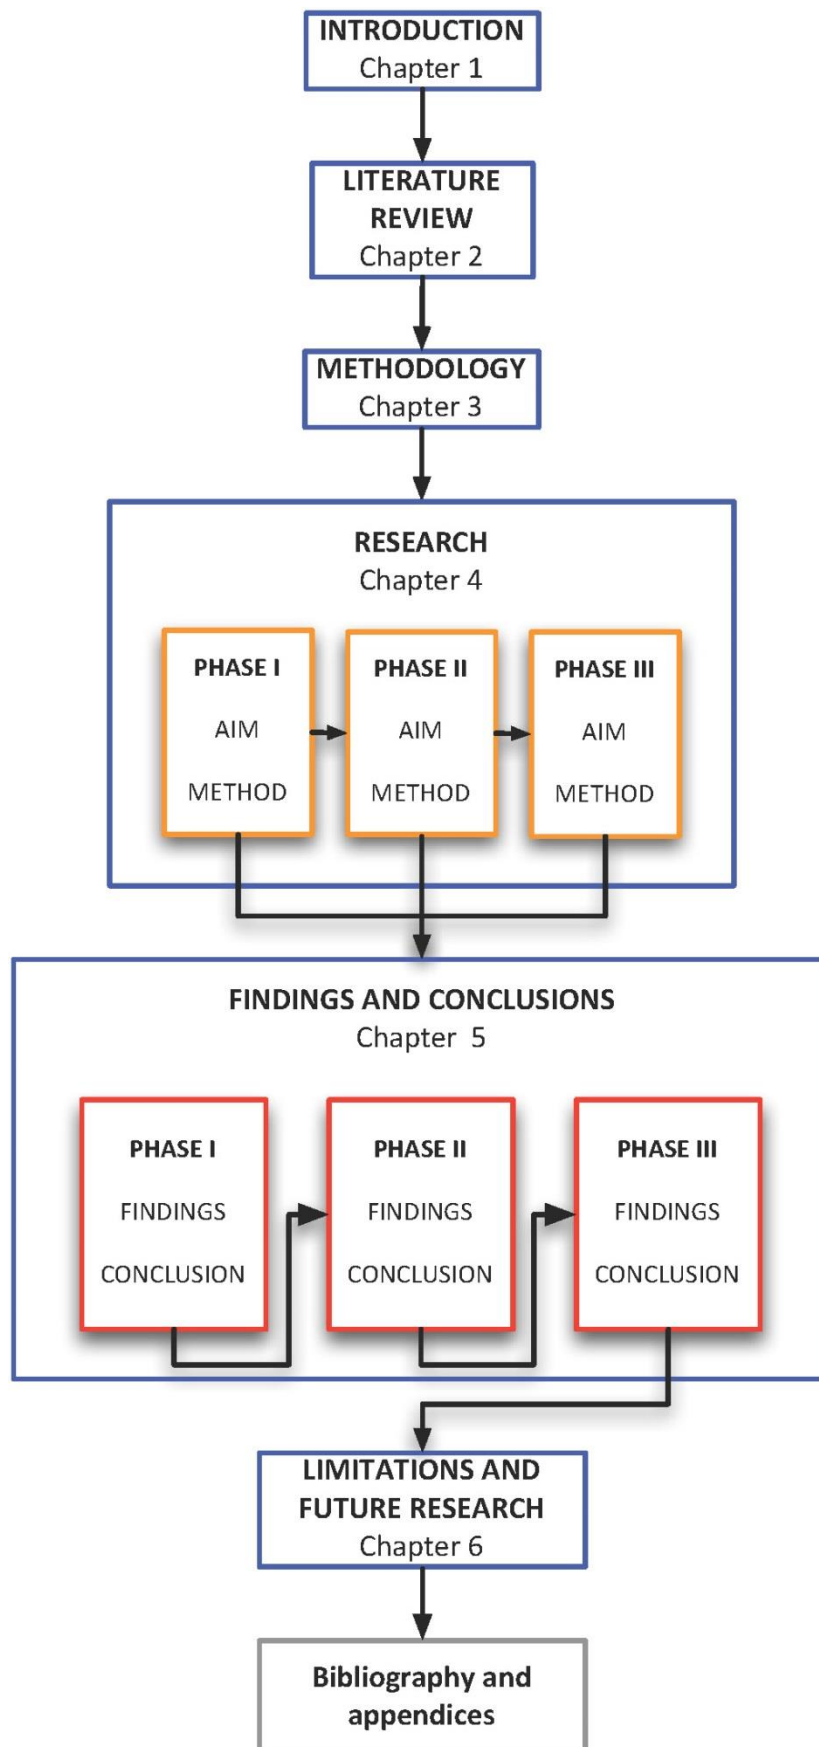 INTRODUCTION
Chapter 1
LITERATURE
REVIEW
Chapter 2
METHODOLOGY
Chapter 3
RESEARCH
Chapter 4
PHASE I
AIM
METHOD
PHASE II
AIM
METHOD
PHASE III
AIM
METHOD
FINDINGS AND CONCLUSIONS
Chapter 5
PHASE I
FINDINGS
CONCLUSION
PHASE II
FINDINGS
CONCLUSION
PHASE III
FINDINGS
CONCLUSION
LIMITATIONS AND
FUTURE RESEARCH
Chapter 6
Bibliography and
appendices